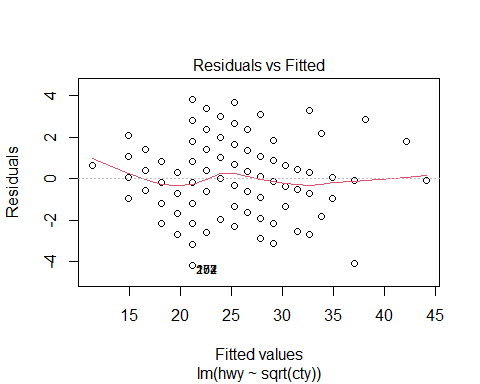 Residuals vs Fitted
Residuals
4
2
0
-2
-4
15 20 25 30 35 40 45
Fitted values
lm(hwy ~ sqrt(cty))